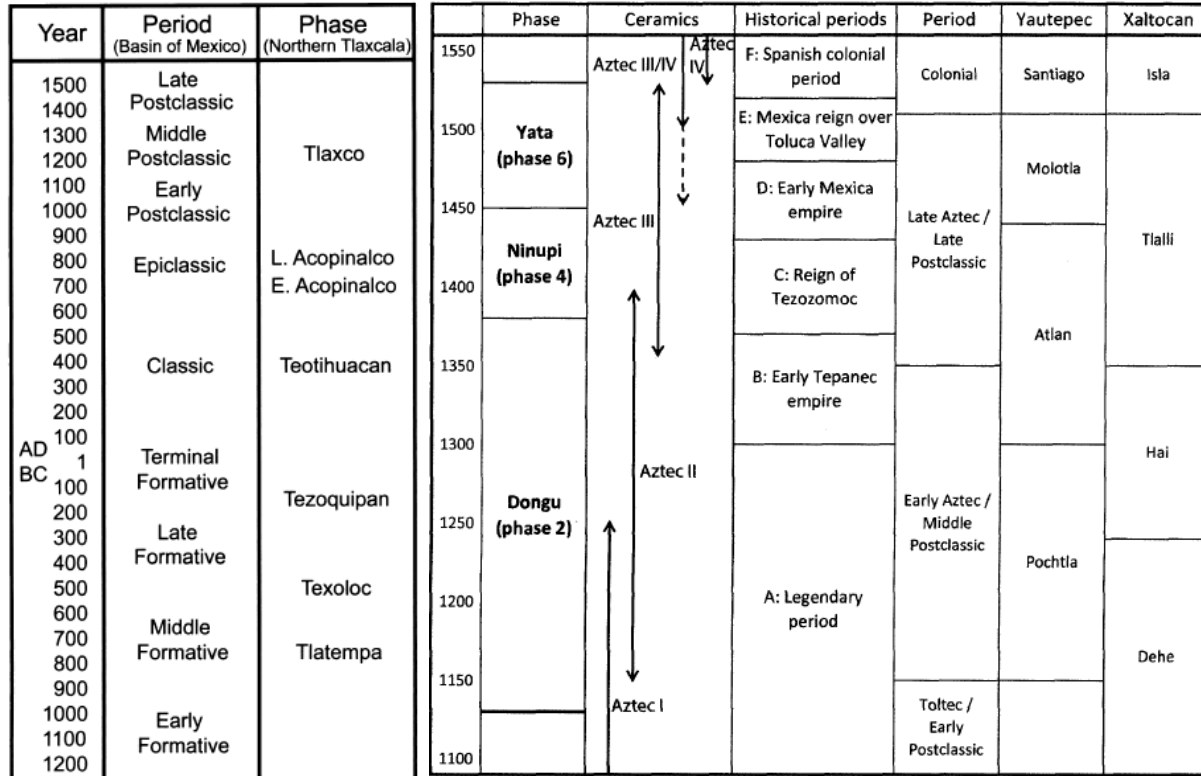 Year Period Phase
(Basin of Mexico) (Northern Tlaxcala)
1500 Late
1400 Postclassic
1300 Middle
1200 Postclassic Tlaxco
1100 Early
1000 Postclassic
900
800 Epiclassic L. Acopinalco
700 E. Acopinalco
600
500
400 Classic Teotihuacan
300
200
AD 100
1 Terminal
BC 100 Formative
200 Tezoquipan
300 Late
400 Formative
500 Texoloc
600
700 Middle
800 Formative Tlatempa
900
1000 Early
1100 Formative
1200
Phase Ceramics Historical periods Period Yautepec Xaltocan
1550
1500
1450
1400
1350
1300
1250
1200
1150
1100
Yata
(phase 6)
Ninupi
(phase 4)
Dongu
(phase 2)
Aztec
IV
Aztec III/IV
Aztec III
Aztec II
Aztec I
F: Spanish colonial
period
E: Mexica reign over
Toluca Valley
D: Early Mexica
empire
C: Reign of
Tezozomoc
B: Early Tepanec
empire
A: Legendary
period
Colonial
Late Aztec /
Late
Postclassic
Early Aztec /
Middle
Postclassic
Toltec /
Early
Postclassic
Santiago
Molotla
Atlan
Pochtla
Isla
Tlalli
Hai
Dehe